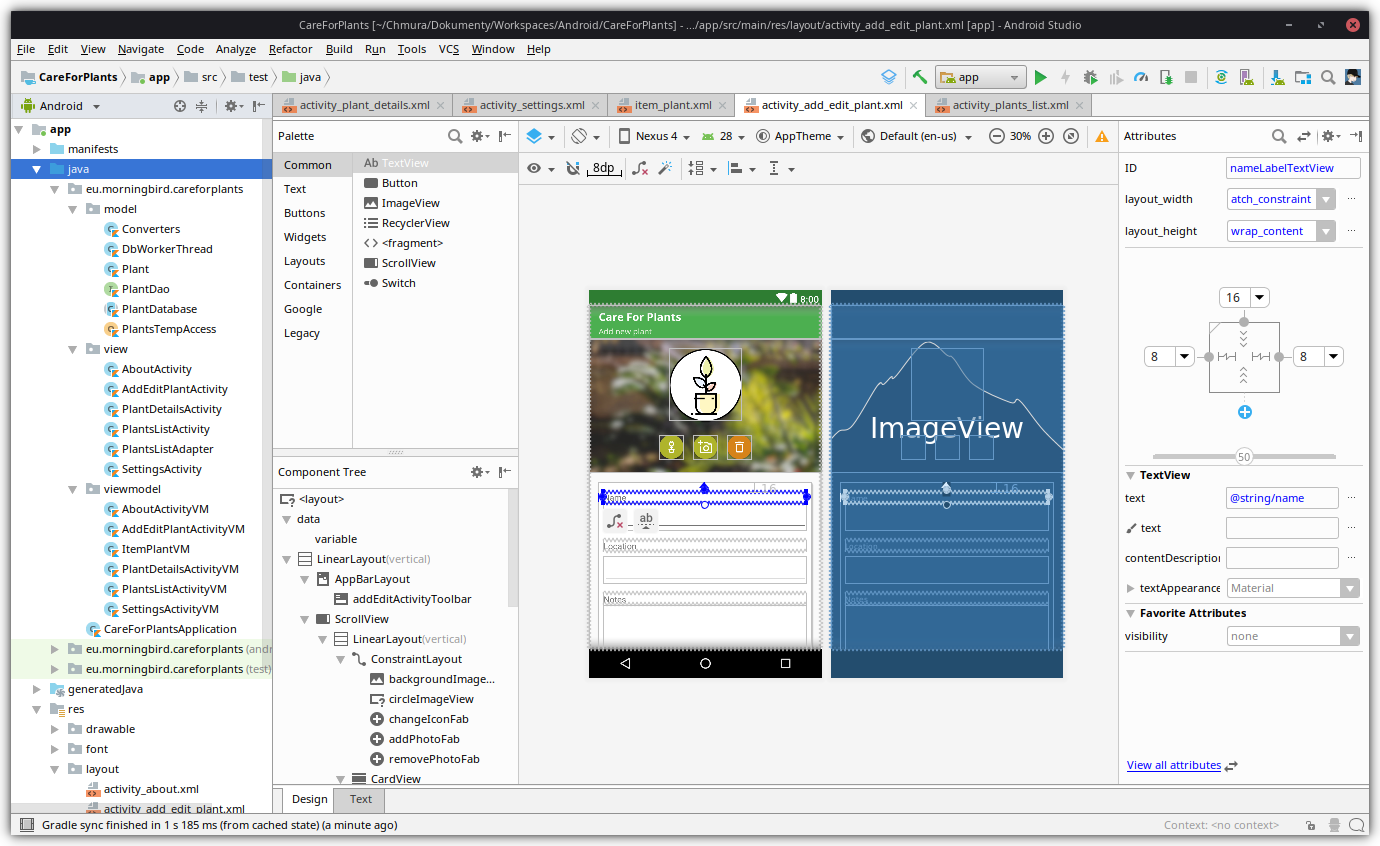 CareForPlants [~/Chmura/Dokumenty/Workspaces/Android/CareForPlants] - .../app/src/main/res/layout/activity_add_edit_plant.xml [app] - Android Studio
File Edit View Navigate Code Analyze Refactor Build Run Tools VCS Window Help
CareForPlants app src test java
app
Android
activity_plant_details.xml activity_settings.xml item_plant.xml activity_add_edit_plant.xml activity_plants_list.xml
app
manifests
java
eu.morningbird.careforplants
model
Converters
DbWorkerThread
Plant
PlantDao
PlantDatabase
PlantsTempAccess
view
AboutActivity
AddEditPlantActivity
PlantDetailsActivity
PlantsListActivity
PlantsListAdapter
SettingsActivity
viewmodel
AboutActivityVM
AddEditPlantActivityVM
ItemPlantVM
PlantDetailsActivityVM
PlantsListActivityVM
SettingsActivityVM
CareForPlantsApplication
eu.morningbird.careforplants (andr
eu.morningbird.careforplants (test)
generatedJava
res
drawable
font
layout
activity_about.xml
activity_add_edit_plant.xml
Palette
Common
Text
Buttons
Widgets
Layouts
Containers
Google
Legacy
Ab TextView
Button
ImageView
RecyclerView
<fragment>
ScrollView
Switch
Component Tree
<layout>
data
variable
LinearLayout(vertical)
AppBarLayout
addEditActivityToolbar
ScrollView
LinearLayout(vertical)
ConstraintLayout
backgroundImage...
circleImageView
changeIconFab
addPhotoFab
removePhotoFab
CardView
Nexus 4 28 AppTheme Default (en-us) 30%
8dp
8:00
Care For Plants
Add new plant
16
Name
ab
Location
Notes
ImageView
16
Location
Notes
Attributes
ID nameLabelTextView
layout_width atch_constraint ...
layout_height wrap_content ...
16
8 8
50
TextView
text @string/name ...
text ...
contentDescription ...
textAppearance Material
Favorite Attributes
visibility none
View all attributes
Design Text
Gradle sync finished in 1 s 185 ms (from cached state) (a minute ago)
Context: <no context>